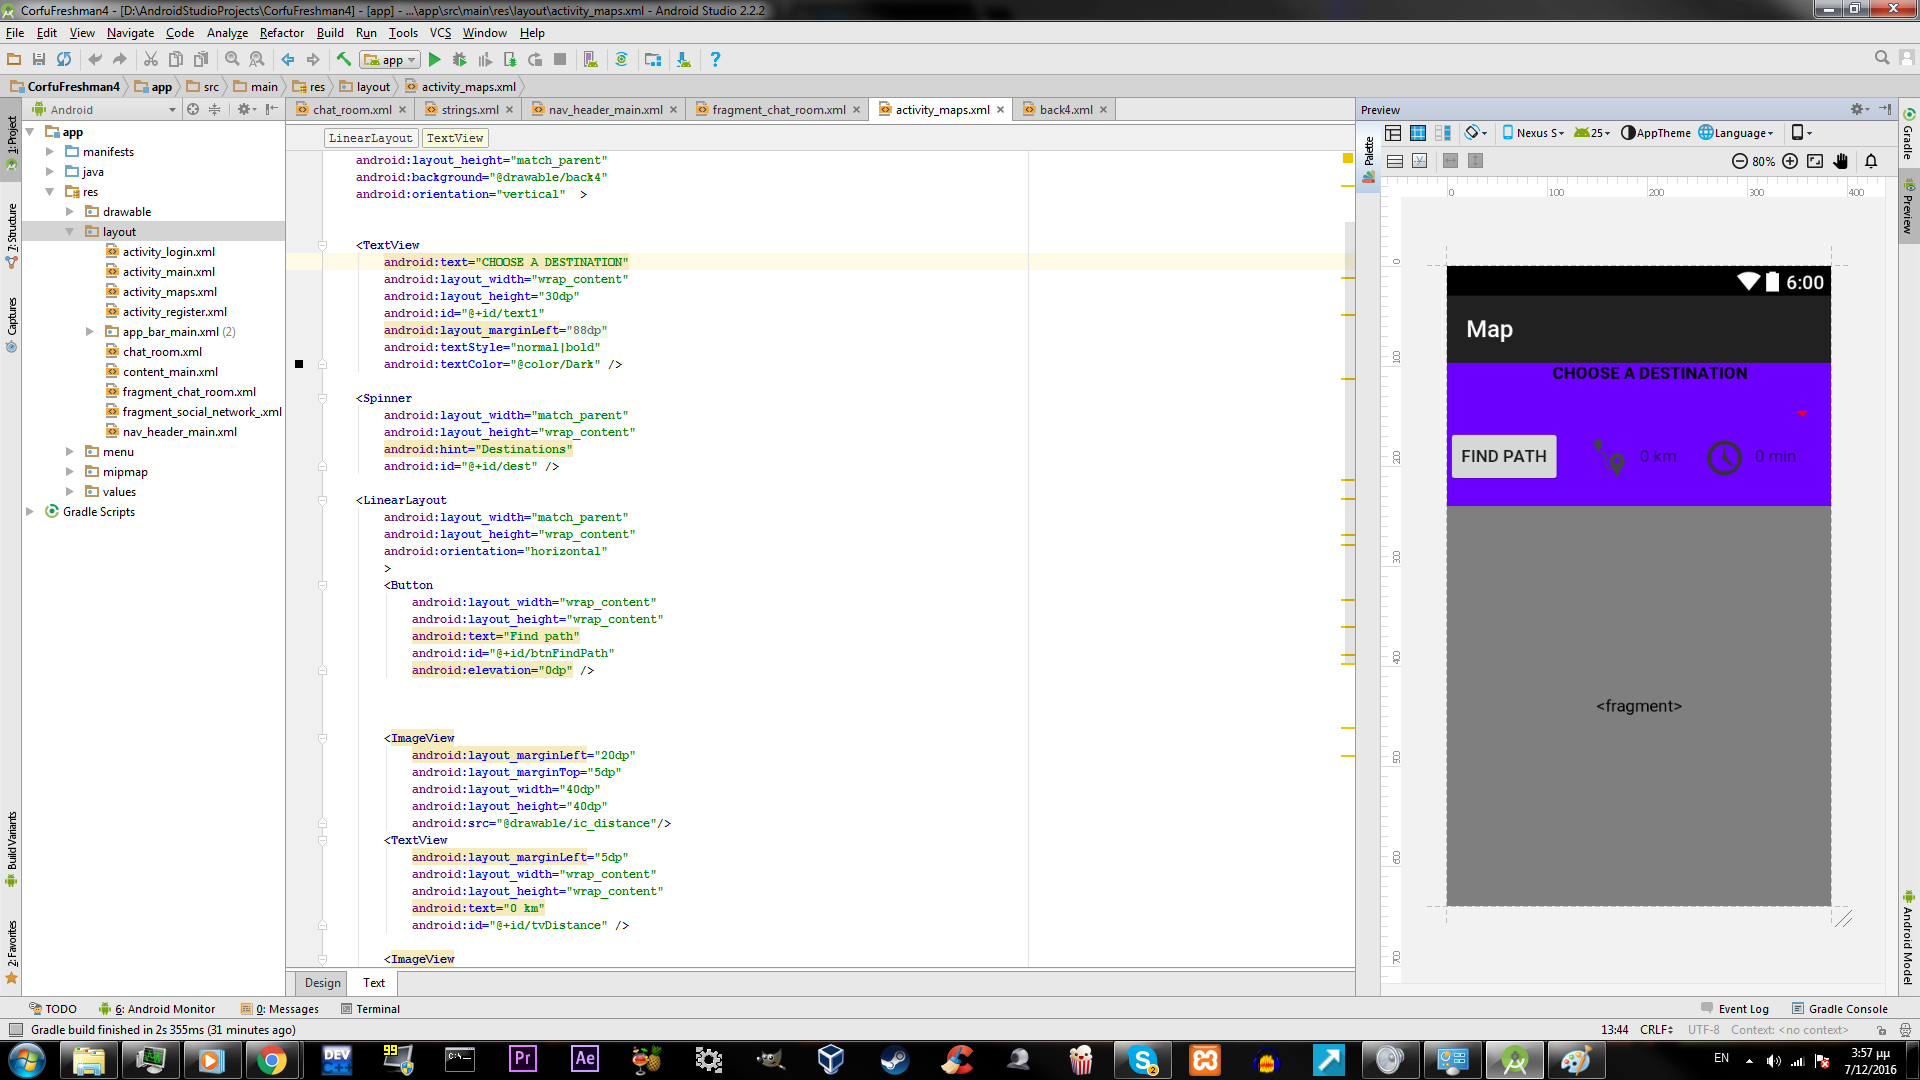 CorfuFreshman4 - [D:\AndroidStudioProjects\CorfuFreshman4] - [app] - ...\app\src\main\res\layout\activity_maps.xml - Android Studio 2.2.2
File Edit View Navigate Code Analyze Refactor Build Run Tools VCS Window Help
app
CorfuFreshman4 app src main res layout activity_maps.xml
Android
chat_room.xml strings.xml nav_header_main.xml fragment_chat_room.xml activity_maps.xml back4.xml
Preview
1: Project
7: Structure
Captures
Build Variants
2: Favorites
app
manifests
java
res
drawable
layout
activity_login.xml
activity_main.xml
activity_maps.xml
activity_register.xml
app_bar_main.xml (2)
chat_room.xml
content_main.xml
fragment_chat_room.xml
fragment_social_network_.xml
nav_header_main.xml
menu
mipmap
values
Gradle Scripts
LinearLayout TextView
android:layout_height="match_parent"
android:background="@drawable/back4"
android:orientation="vertical" >
<TextView
android:text="CHOOSE A DESTINATION"
android:layout_width="wrap_content"
android:layout_height="30dp"
android:id="@+id/text1"
android:layout_marginLeft="88dp"
android:textStyle="normal|bold"
android:textColor="@color/Dark" />
<Spinner
android:layout_width="match_parent"
android:layout_height="wrap_content"
android:hint="Destinations"
android:id="@+id/dest" />
<LinearLayout
android:layout_width="match_parent"
android:layout_height="wrap_content"
android:orientation="horizontal"
>
<Button
android:layout_width="wrap_content"
android:layout_height="wrap_content"
android:text="Find path"
android:id="@+id/btnFindPath"
android:elevation="0dp" />
<ImageView
android:layout_marginLeft="20dp"
android:layout_marginTop="5dp"
android:layout_width="40dp"
android:layout_height="40dp"
android:src="@drawable/ic_distance"/>
<TextView
android:layout_marginLeft="5dp"
android:layout_width="wrap_content"
android:layout_height="wrap_content"
android:text="0 km"
android:id="@+id/tvDistance" />
<ImageView
Design Text
Palette
Nexus S 25 AppTheme Language
80%
0 100 200 300 400
0
100
200
300
400
500
600
700
6:00
Map
CHOOSE A DESTINATION
FIND PATH 0 km 0 min
<fragment>
Gradle
Preview
Android Model
TODO 6: Android Monitor 0: Messages Terminal Event Log Gradle Console
Gradle build finished in 2s 355ms (31 minutes ago) 13:44 CRLF UTF-8 Context: <no context>
DEV
99
C:\_
Pr
Ae
2
EN
3:57 μμ
7/12/2016